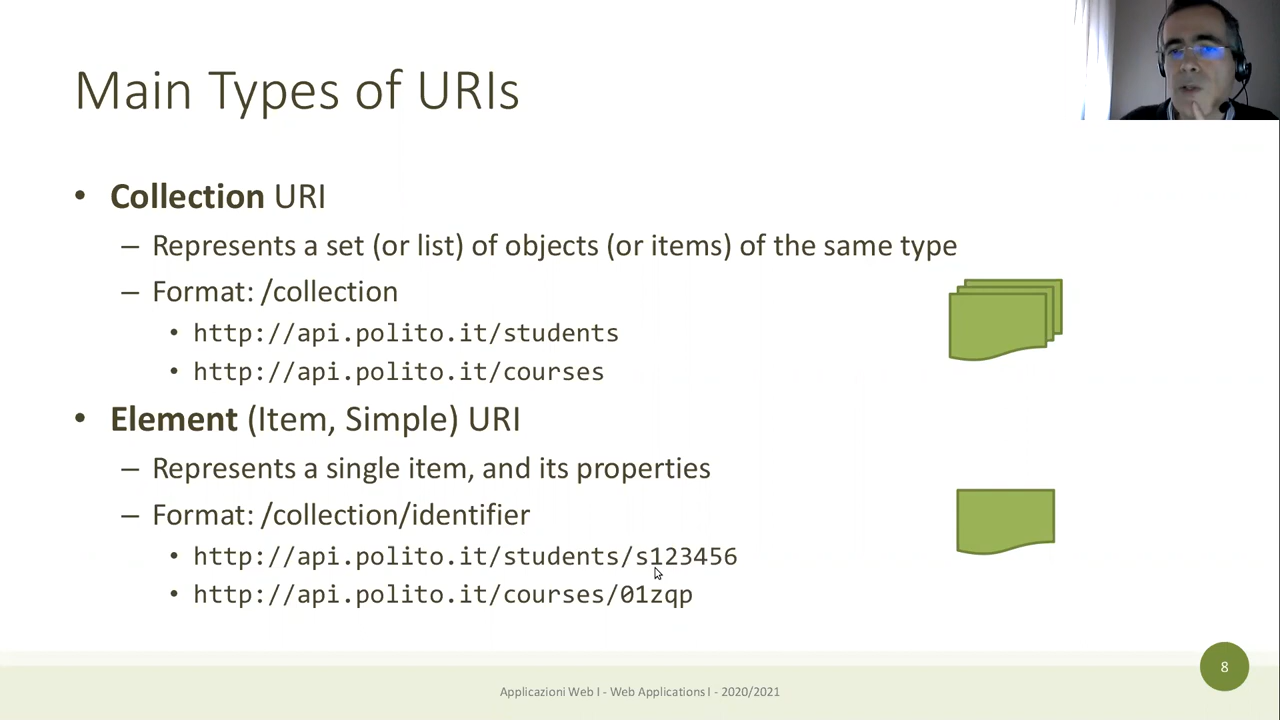 Main Types of URIs
• Collection URI
– Represents a set (or list) of objects (or items) of the same type
– Format: /collection
• http://api.polito.it/students
• http://api.polito.it/courses
• Element (Item, Simple) URI
– Represents a single item, and its properties
– Format: /collection/identifier
• http://api.polito.it/students/s123456
• http://api.polito.it/courses/01zqp
8
Applicazioni Web I - Web Applications I - 2020/2021